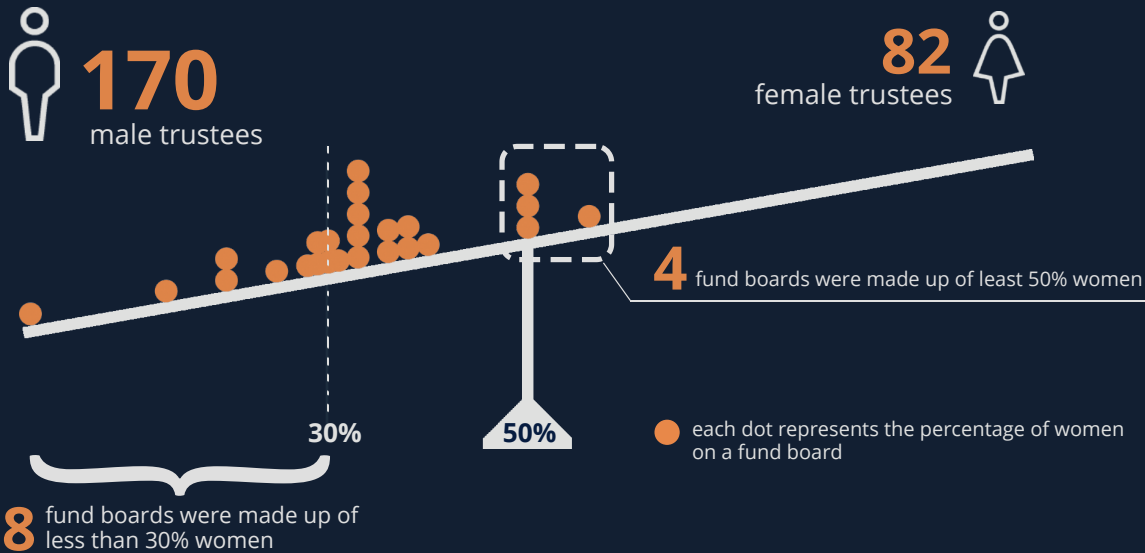 170
male trustees
82
female trustees
4 fund boards were made up of least 50% women
30%
50%
each dot represents the percentage of women
on a fund board
8 fund boards were made up of
less than 30% women